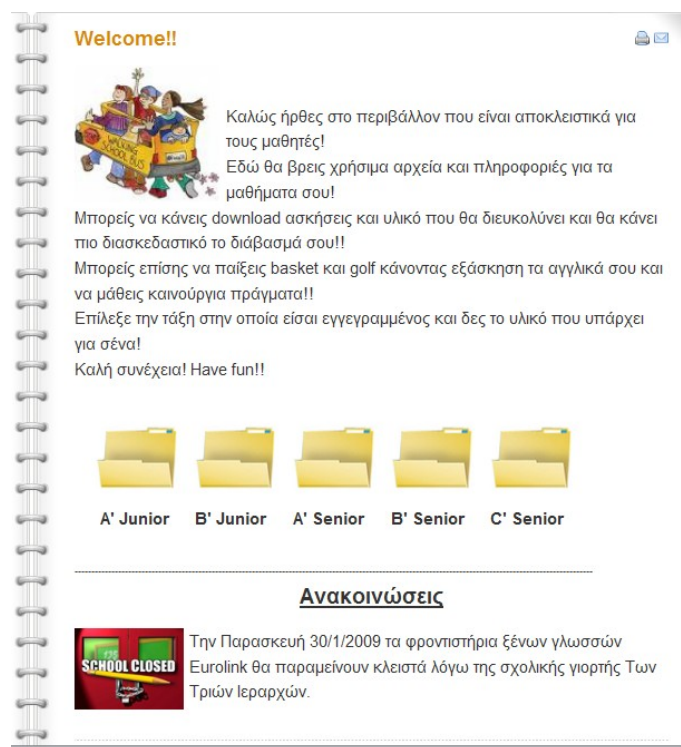 Welcome!!
WALKING
SCHOOL BUS
Καλώς ήρθες στο περιβάλλον που είναι αποκλειστικά για
τους μαθητές!
Εδώ θα βρεις χρήσιμα αρχεία και πληροφορίες για τα
μαθήματα σου!
Μπορείς να κάνεις download ασκήσεις και υλικό που θα διευκολύνει και θα κάνει
πιο διασκεδαστικό το διάβασμά σου!!
Μπορείς επίσης να παίξεις basket και golf κάνοντας εξάσκηση τα αγγλικά σου και
να μάθεις καινούργια πράγματα!!
Επίλεξε την τάξη στην οποία είσαι εγγεγραμμένος και δες το υλικό που υπάρχει
για σένα!
Καλή συνέχεια! Have fun!!
A' Junior B' Junior A' Senior B' Senior C' Senior
Ανακοινώσεις
SCHOOL CLOSED
Την Παρασκευή 30/1/2009 τα φροντιστήρια ξένων γλωσσών
Eurolink θα παραμείνουν κλειστά λόγω της σχολικής γιορτής Των
Τριών Ιεραρχών.